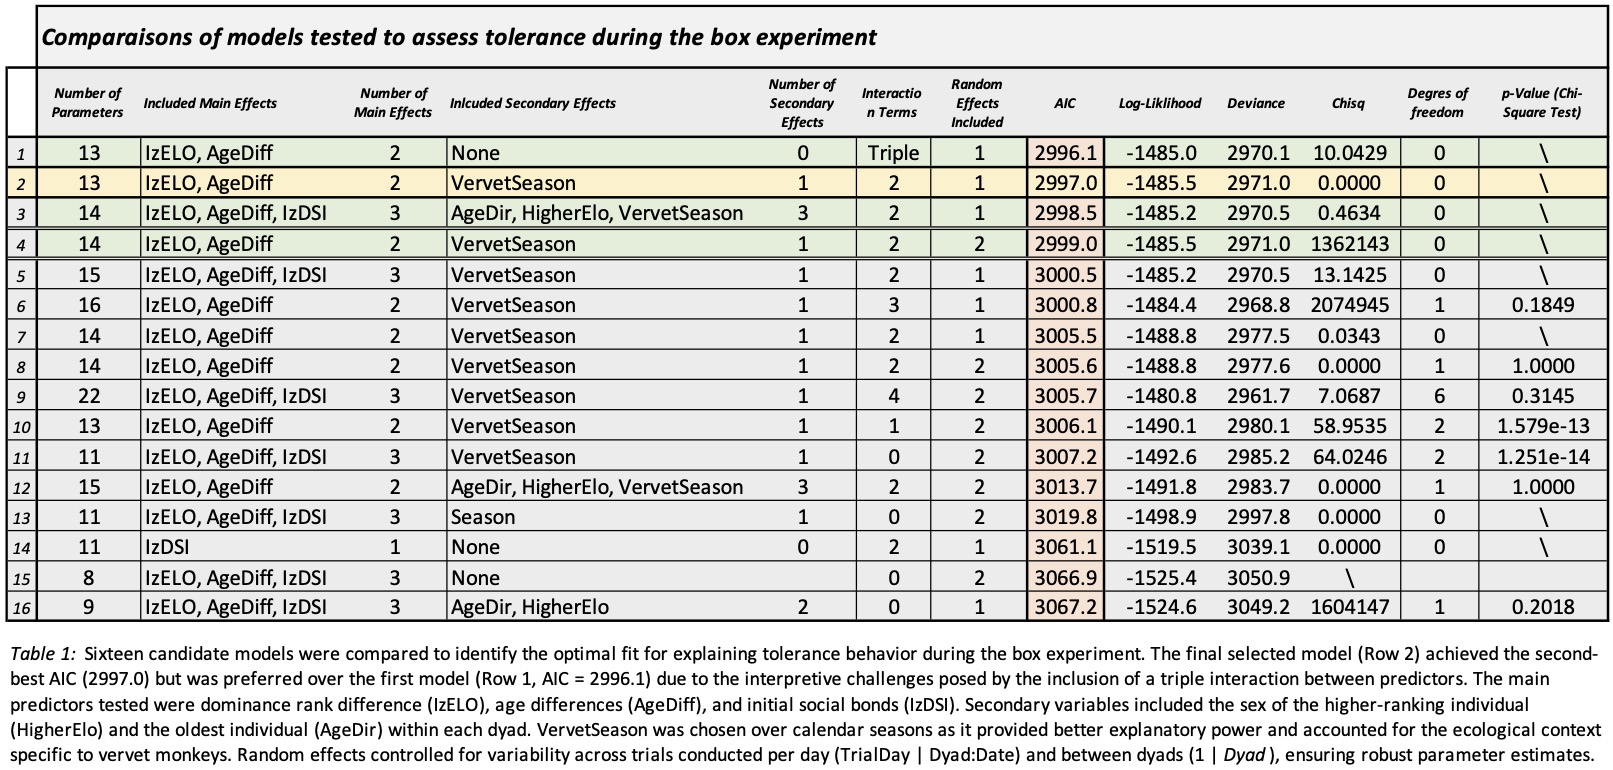 Comparaisons of models tested to assess tolerance during the box experiment
Number of Parameters Included Main Effects Number of Main Effects Inlcuded Secondary Effects Number of Secondary Effects Interactio n Terms Random Effects Included AIC Log-Liklihood Deviance Chisq Degres of freedom p-Value (Chi-Square Test)
1 13 IzELO, AgeDiff 2 None 0 Triple 1 2996.1 -1485.0 2970.1 10.0429 0 \
2 13 IzELO, AgeDiff 2 VervetSeason 1 2 1 2997.0 -1485.5 2971.0 0.0000 0 \
3 14 IzELO, AgeDiff, IzDSI 3 AgeDir, HigherElo, VervetSeason 3 2 1 2998.5 -1485.2 2970.5 0.4634 0 \
4 14 IzELO, AgeDiff 2 VervetSeason 1 2 2 2999.0 -1485.5 2971.0 1362143 0 \
5 15 IzELO, AgeDiff, IzDSI 3 VervetSeason 1 2 1 3000.5 -1485.2 2970.5 13.1425 0 \
6 16 IzELO, AgeDiff 2 VervetSeason 1 3 1 3000.8 -1484.4 2968.8 2074945 1 0.1849
7 14 IzELO, AgeDiff 2 VervetSeason 1 2 1 3005.5 -1488.8 2977.5 0.0343 0 \
8 14 IzELO, AgeDiff 2 VervetSeason 1 2 2 3005.6 -1488.8 2977.6 0.0000 1 1.0000
9 22 IzELO, AgeDiff, IzDSI 3 VervetSeason 1 4 2 3005.7 -1480.8 2961.7 7.0687 6 0.3145
10 13 IzELO, AgeDiff 2 VervetSeason 1 1 2 3006.1 -1490.1 2980.1 58.9535 2 1.579e-13
11 11 IzELO, AgeDiff, IzDSI 3 VervetSeason 1 0 2 3007.2 -1492.6 2985.2 64.0246 2 1.251e-14
12 15 IzELO, AgeDiff 2 AgeDir, HigherElo, VervetSeason 3 2 2 3013.7 -1491.8 2983.7 0.0000 1 1.0000
13 11 IzELO, AgeDiff, IzDSI 3 Season 1 0 2 3019.8 -1498.9 2997.8 0.0000 0 \
14 11 IzDSI 1 None 0 2 1 3061.1 -1519.5 3039.1 0.0000 0 \
15 8 IzELO, AgeDiff, IzDSI 3 None 0 2 3066.9 -1525.4 3050.9 \
16 9 IzELO, AgeDiff, IzDSI 3 AgeDir, HigherElo 2 0 1 3067.2 -1524.6 3049.2 1604147 1 0.2018
Table 1: Sixteen candidate models were compared to identify the optimal fit for explaining tolerance behavior during the box experiment. The final selected model (Row 2) achieved the second-
best AIC (2997.0) but was preferred over the first model (Row 1, AIC = 2996.1) due to the interpretive challenges posed by the inclusion of a triple interaction between predictors. The main
predictors tested were dominance rank difference (IzELO), age differences (AgeDiff), and initial social bonds (IzDSI). Secondary variables included the sex of the higher-ranking individual
(HigherElo) and the oldest individual (AgeDir) within each dyad. VervetSeason was chosen over calendar seasons as it provided better explanatory power and accounted for the ecological context
specific to vervet monkeys. Random effects controlled for variability across trials conducted per day (TrialDay | Dyad:Date) and between dyads (1 | Dyad ), ensuring robust parameter estimates.